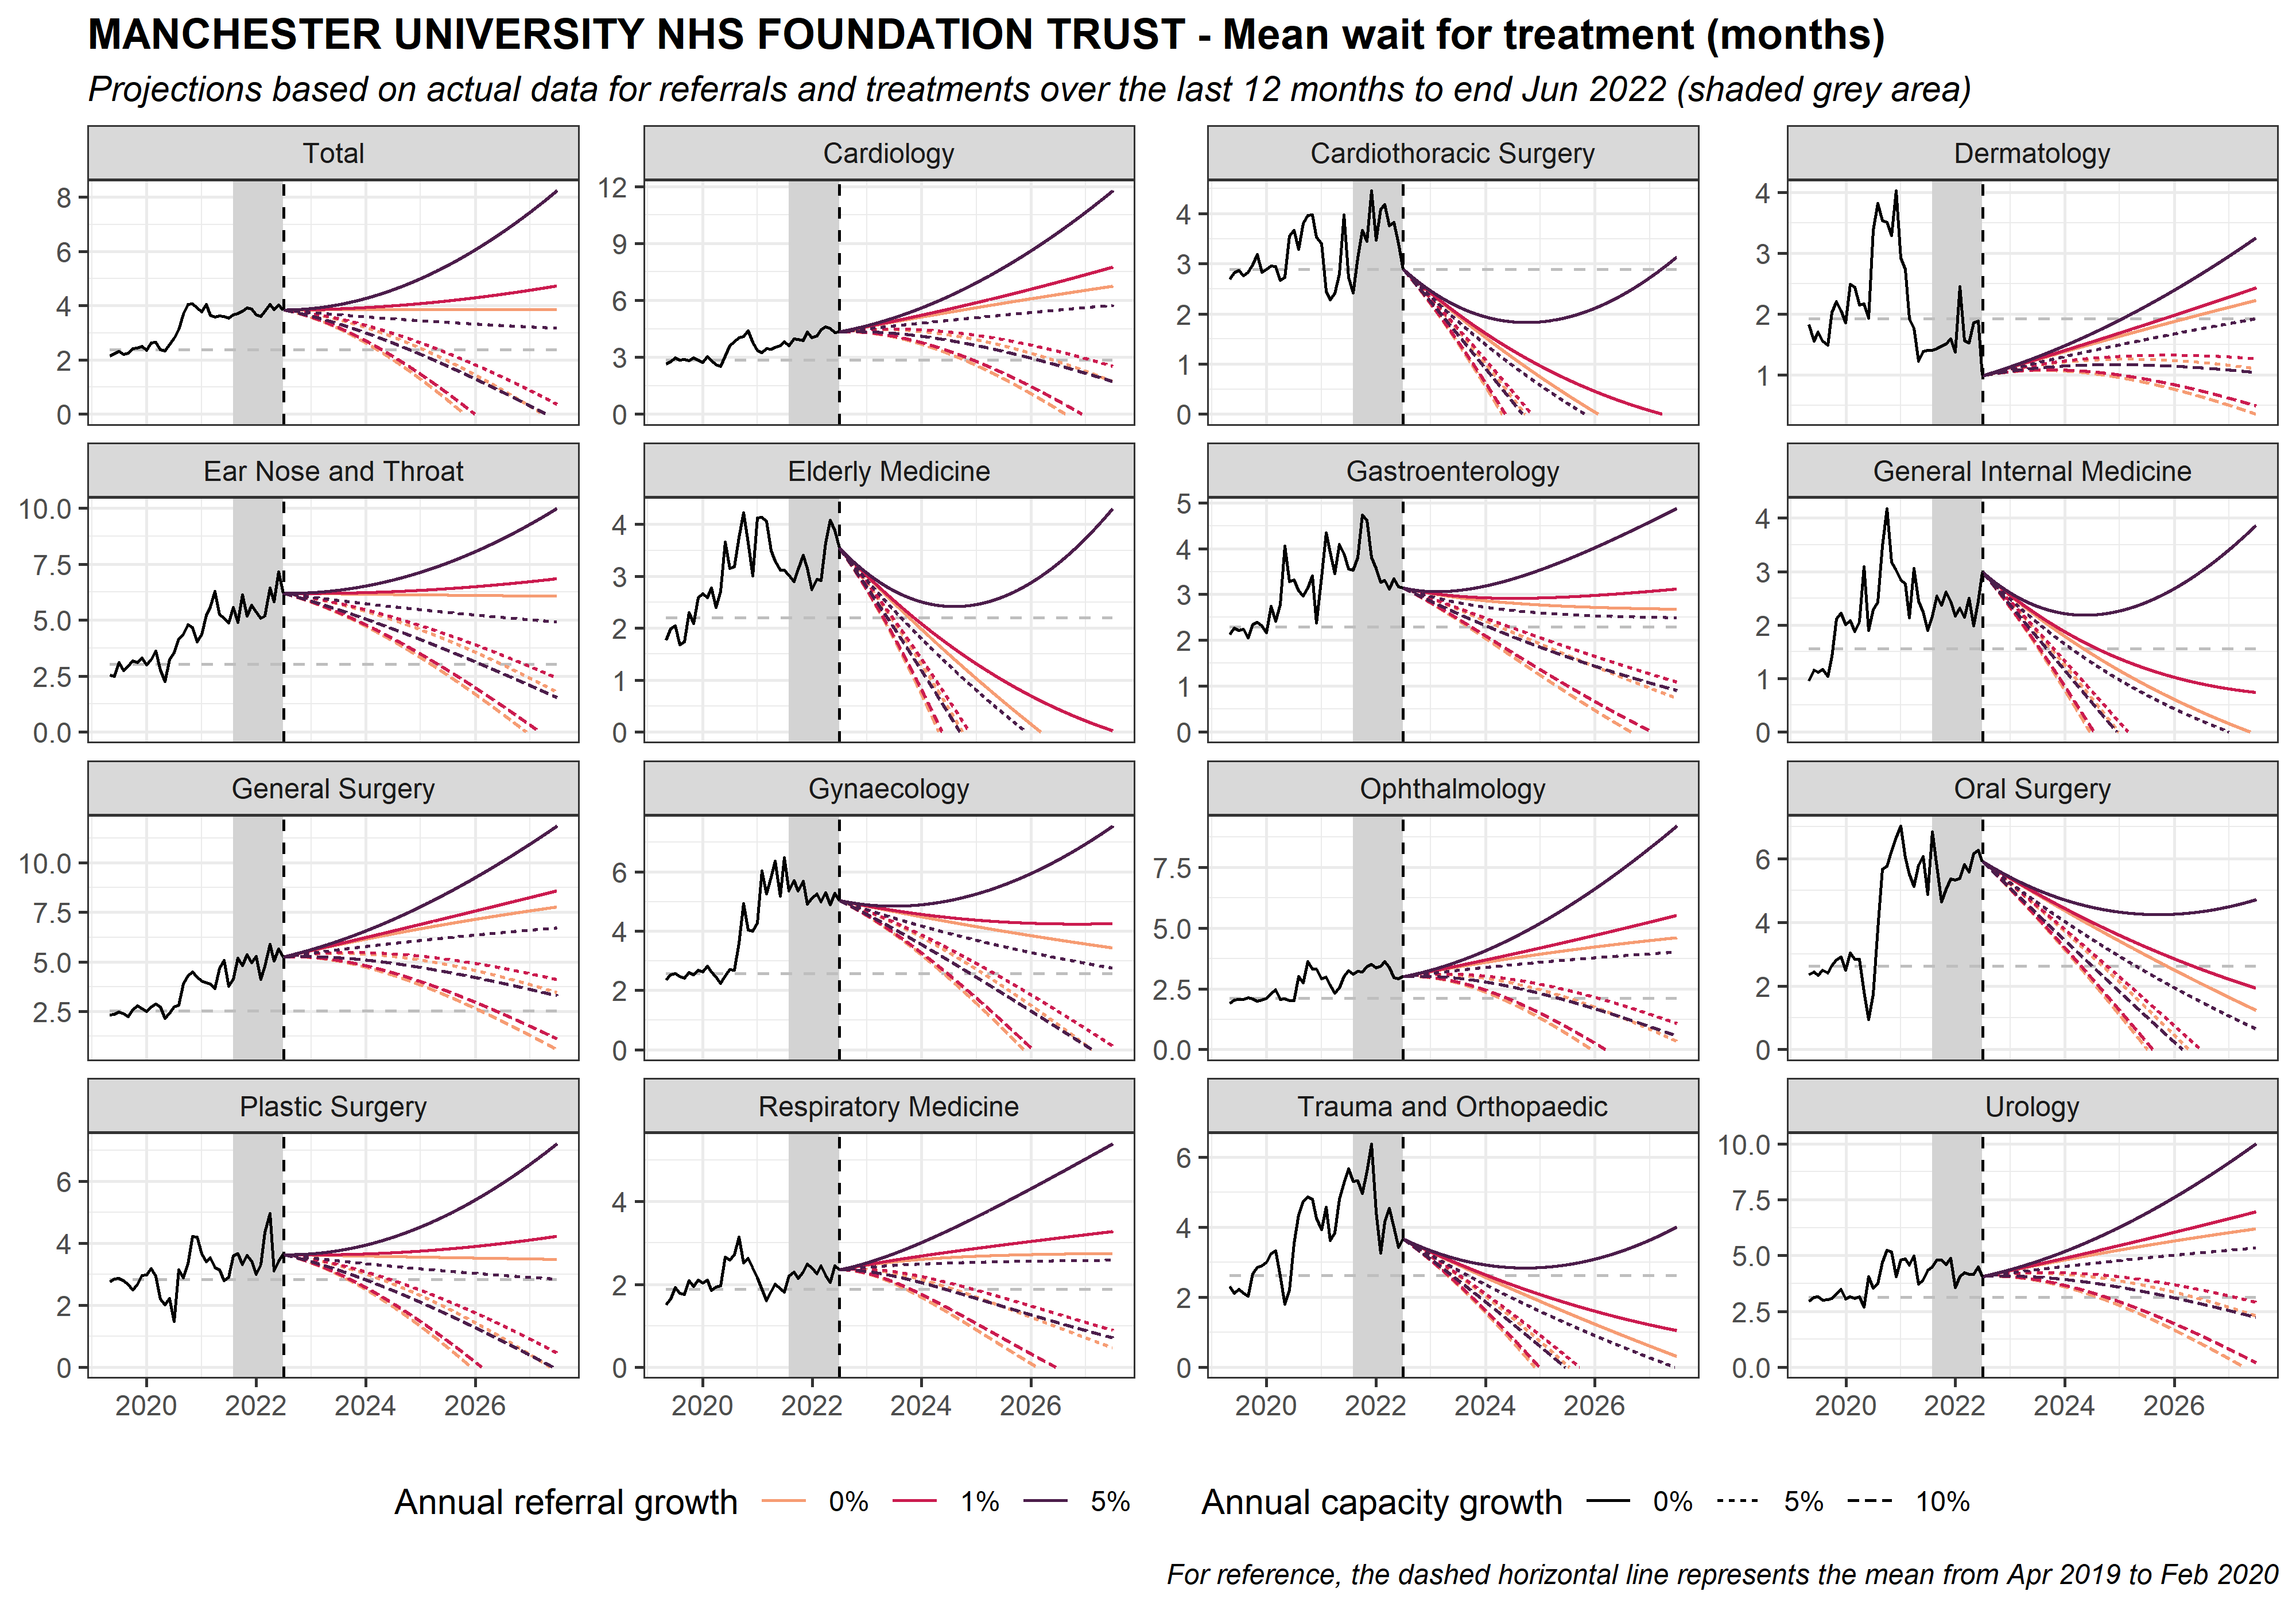 MANCHESTER UNIVERSITY NHS FOUNDATION TRUST - Mean wait for treatment (months)
Projections based on actual data for referrals and treatments over the last 12 months to end Jun 2022 (shaded grey area)
Total
8
6
4
2
0
Cardiology
12
9
6
3
0
Cardiothoracic Surgery
4
3
2
1
0
Dermatology
4
3
2
1
Ear Nose and Throat
10.0
7.5
5.0
2.5
0.0
Elderly Medicine
4
3
2
1
0
Gastroenterology
5
4
3
2
1
0
General Internal Medicine
4
3
2
1
0
General Surgery
10.0
7.5
5.0
2.5
Gynaecology
6
4
2
0
Ophthalmology
7.5
5.0
2.5
0.0
Oral Surgery
6
4
2
0
Plastic Surgery
6
4
2
0
2020 2022 2024 2026
Respiratory Medicine
4
2
0
2020 2022 2024 2026
Trauma and Orthopaedic
6
4
2
0
2020 2022 2024 2026
Urology
10.0
7.5
5.0
2.5
0.0
2020 2022 2024 2026
Annual referral growth 0% 1% 5%
Annual capacity growth 0% 5% 10%
For reference, the dashed horizontal line represents the mean from Apr 2019 to Feb 2020